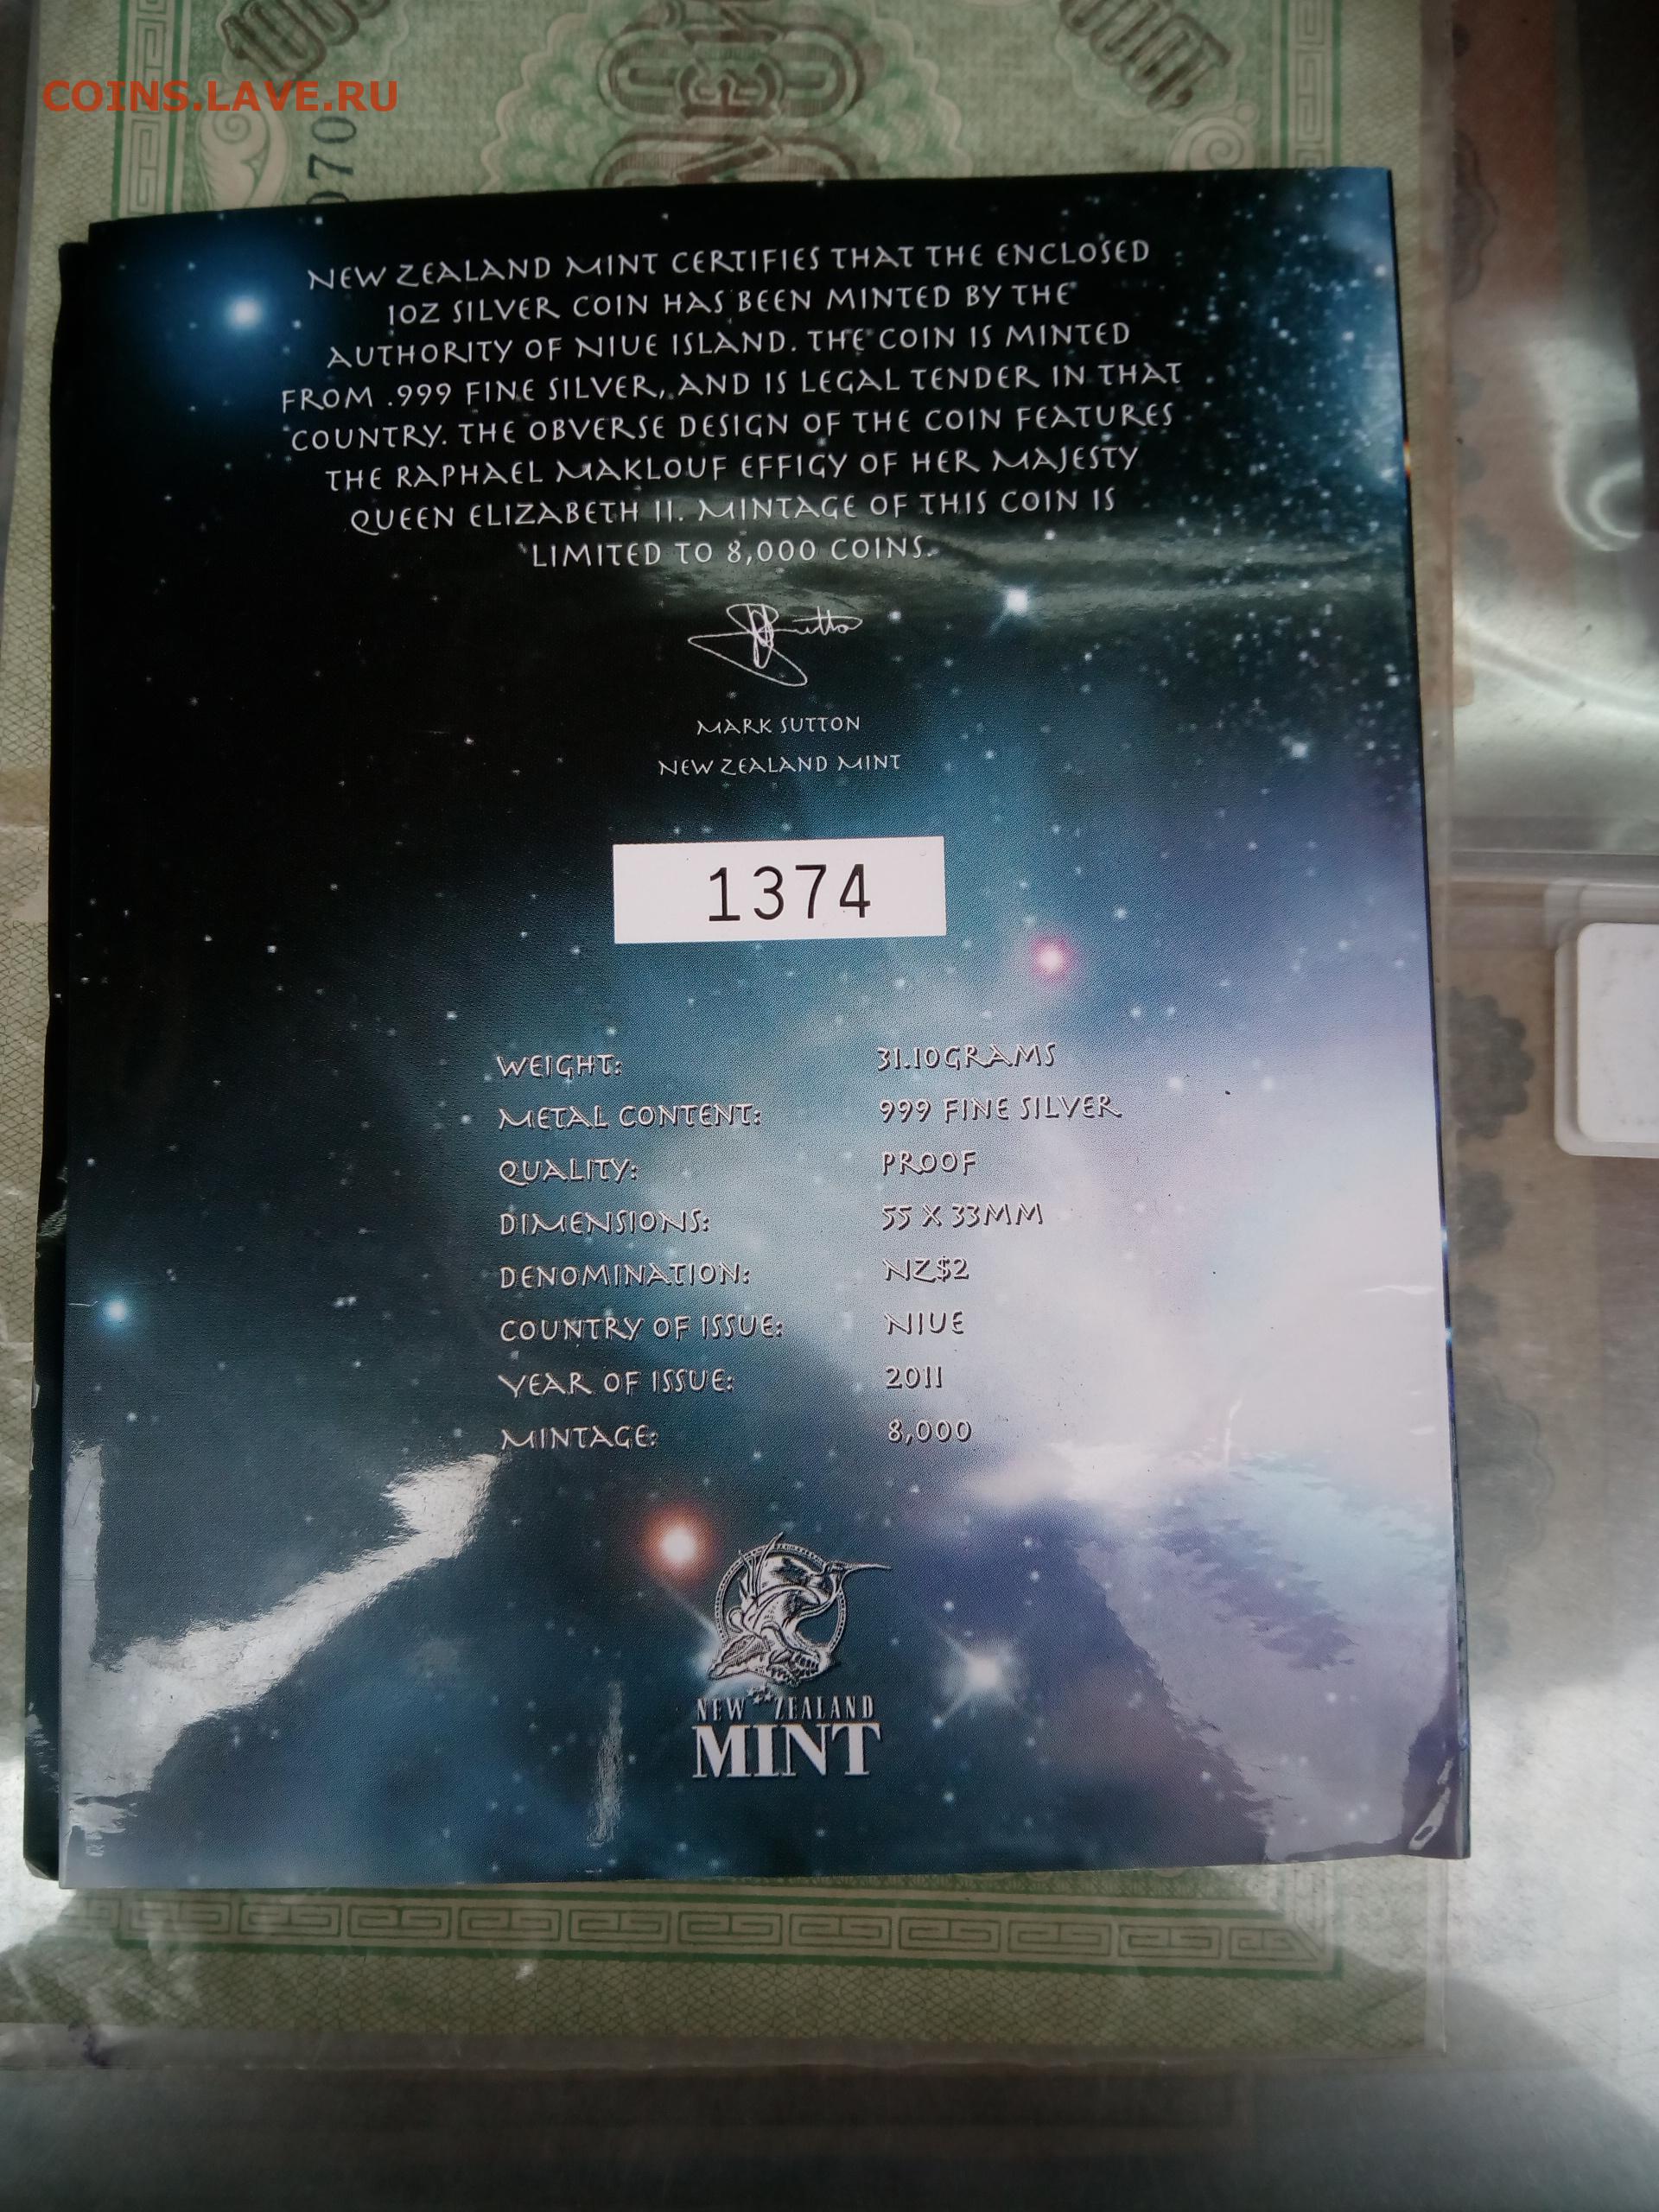 COINS.LAVE.RU
NEW ZEALAND MINT CERTIFIES THAT THE ENCLOSED
1OZ SILVER COIN HAS BEEN MINTED BY THE
AUTHORITY OF NIUE ISLAND. THE COIN IS MINTED
FROM .999 FINE SILVER, AND IS LEGAL TENDER IN THAT
COUNTRY. THE OBVERSE DESIGN OF THE COIN FEATURES
THE RAPHAEL MAKLOUF EFFIGY OF HER MAJESTY
QUEEN ELIZABETH II. MINTAGE OF THIS COIN IS
LIMITED TO 8,000 COINS.
MARK SUTTON
NEW ZEALAND MINT
1374
WEIGHT: 31.10GRAMS
METAL CONTENT: 999 FINE SILVER
QUALITY: PROOF
DIMENSIONS: 55 X 33MM
DENOMINATION: NZ$2
COUNTRY OF ISSUE: NIUE
YEAR OF ISSUE: 2011
MINTAGE: 8,000
NEW ZEALAND
MINT